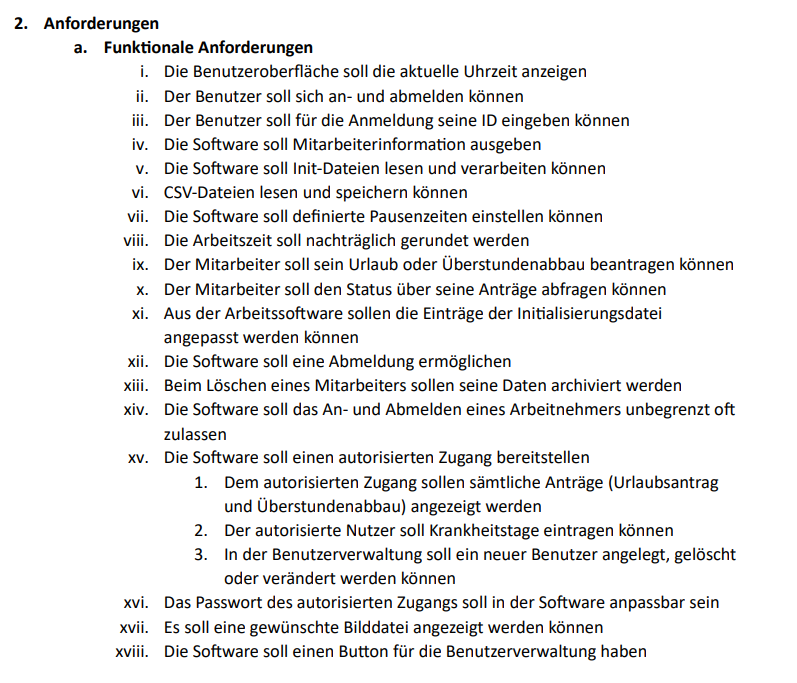 2. Anforderungen
a. Funktionale Anforderungen
i. Die Benutzeroberfläche soll die aktuelle Uhrzeit anzeigen
ii. Der Benutzer soll sich an- und abmelden können
iii. Der Benutzer soll für die Anmeldung seine ID eingeben können
iv. Die Software soll Mitarbeiterinformation ausgeben
v. Die Software soll Init-Dateien lesen und verarbeiten können
vi. CSV-Dateien lesen und speichern können
vii. Die Software soll definierte Pausenzeiten einstellen können
viii. Die Arbeitszeit soll nachträglich gerundet werden
ix. Der Mitarbeiter soll sein Urlaub oder Überstundenabbau beantragen können
x. Der Mitarbeiter soll den Status über seine Anträge abfragen können
xi. Aus der Arbeitssoftware sollen die Einträge der Initialisierungsdatei
angepasst werden können
xii. Die Software soll eine Abmeldung ermöglichen
xiii. Beim Löschen eines Mitarbeiters sollen seine Daten archiviert werden
xiv. Die Software soll das An- und Abmelden eines Arbeitnehmers unbegrenzt oft
zulassen
xv. Die Software soll einen autorisierten Zugang bereitstellen
1. Dem autorisierten Zugang sollen sämtliche Anträge (Urlaubsantrag
und Überstundenabbau) angezeigt werden
2. Der autorisierte Nutzer soll Krankheitstage eintragen können
3. In der Benutzerverwaltung soll ein neuer Benutzer angelegt, gelöscht
oder verändert werden können
xvi. Das Passwort des autorisierten Zugangs soll in der Software anpassbar sein
xvii. Es soll eine gewünschte Bilddatei angezeigt werden können
xviii. Die Software soll einen Button für die Benutzerverwaltung haben